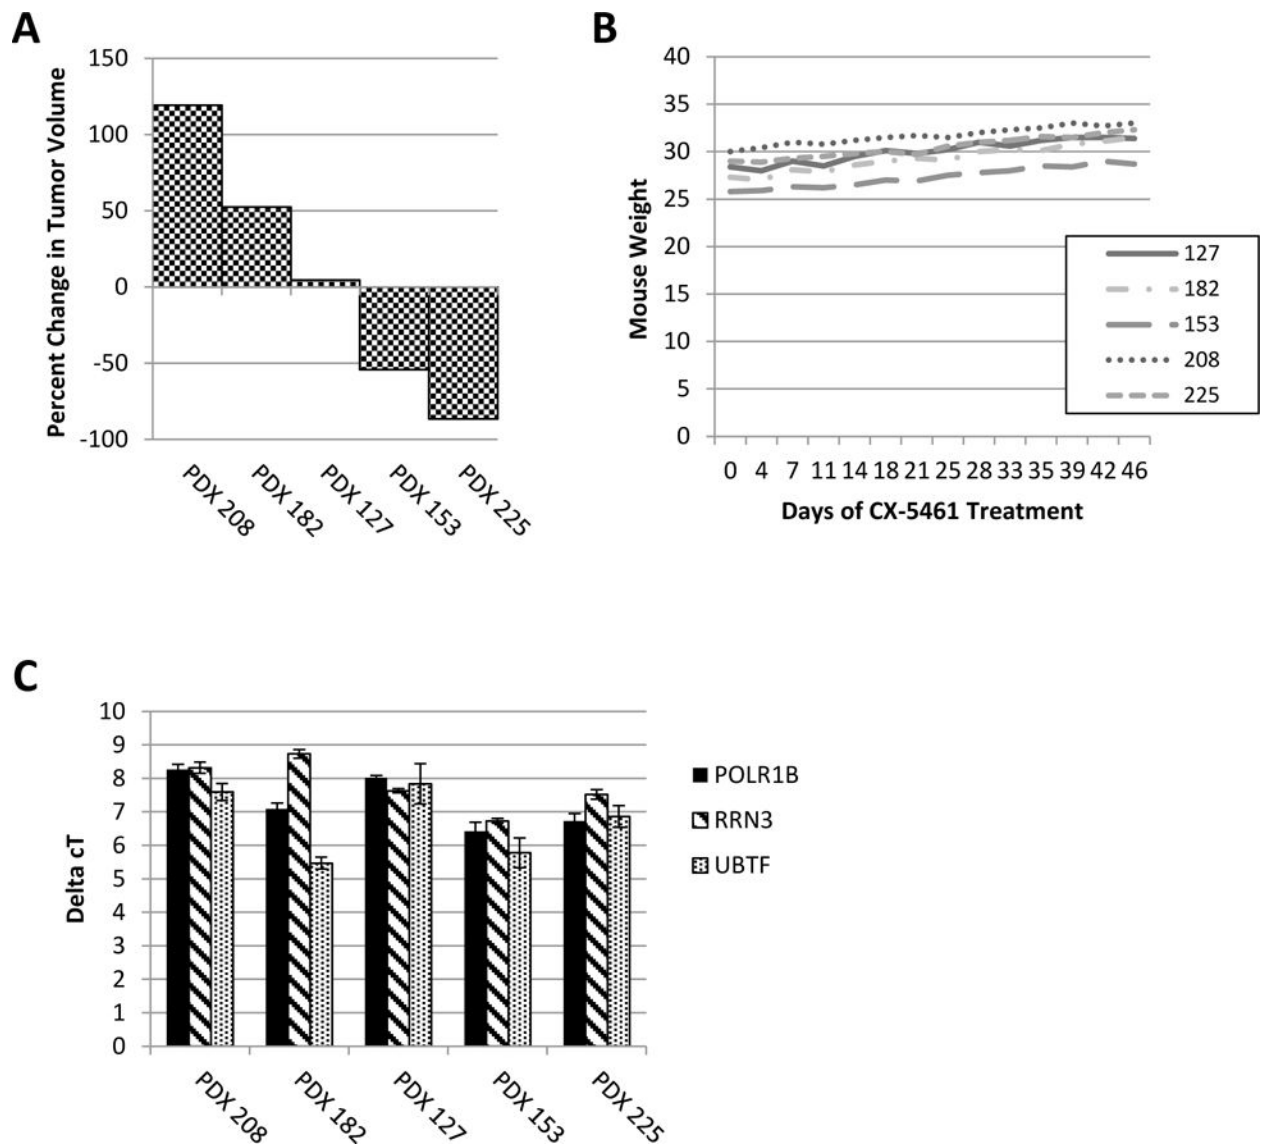 A
Percent Change in Tumor Volume
150
100
50
0
-50
-100
PDX 208
PDX 182
PDX 127
PDX 153
PDX 225
B
Mouse Weight
40
35
30
25
20
15
10
5
0
0 4 7 11 14 18 21 25 28 33 35 39 42 46
Days of CX-5461 Treatment
127
182
153
208
225
C
Delta cT
10
9
8
7
6
5
4
3
2
1
0
PDX 208
PDX 182
PDX 127
PDX 153
PDX 225
POLR1B
RRN3
UBTF